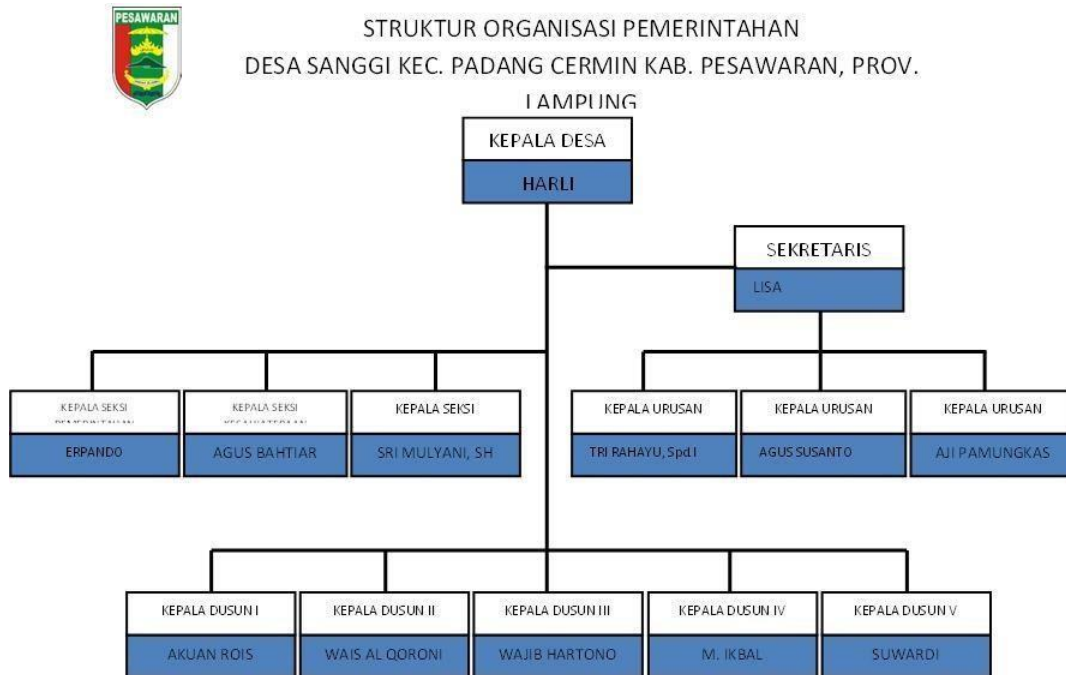 PESAWARAN
STRUKTUR ORGANISASI PEMERINTAHAN
DESA SANGGI KEC. PADANG CERMIN KAB. PESAWARAN, PROV.
LAMPUNG
KEPALA DESA
HARLI
SEKRETARIS
LISA
KEPALA SEKSI
PEMERINTAHAN
ERPANDO
KEPALA SEKSI
AGUS BAHTIAR
KEPALA SEKSI
SRI MULYANI, SH
KEPALA URUSAN
TRI RAHAYU, Spd.I
KEPALA URUSAN
AGUS SUSANTO
KEPALA URUSAN
AJI PAMUNGKAS
KEPALA DUSUN I
AKUAN ROIS
KEPALA DUSUN II
WAIS AL QORONI
KEPALA DUSUN III
WAJIB HARTONO
KEPALA DUSUN IV
M. IKBAL
KEPALA DUSUN V
SUWARDI